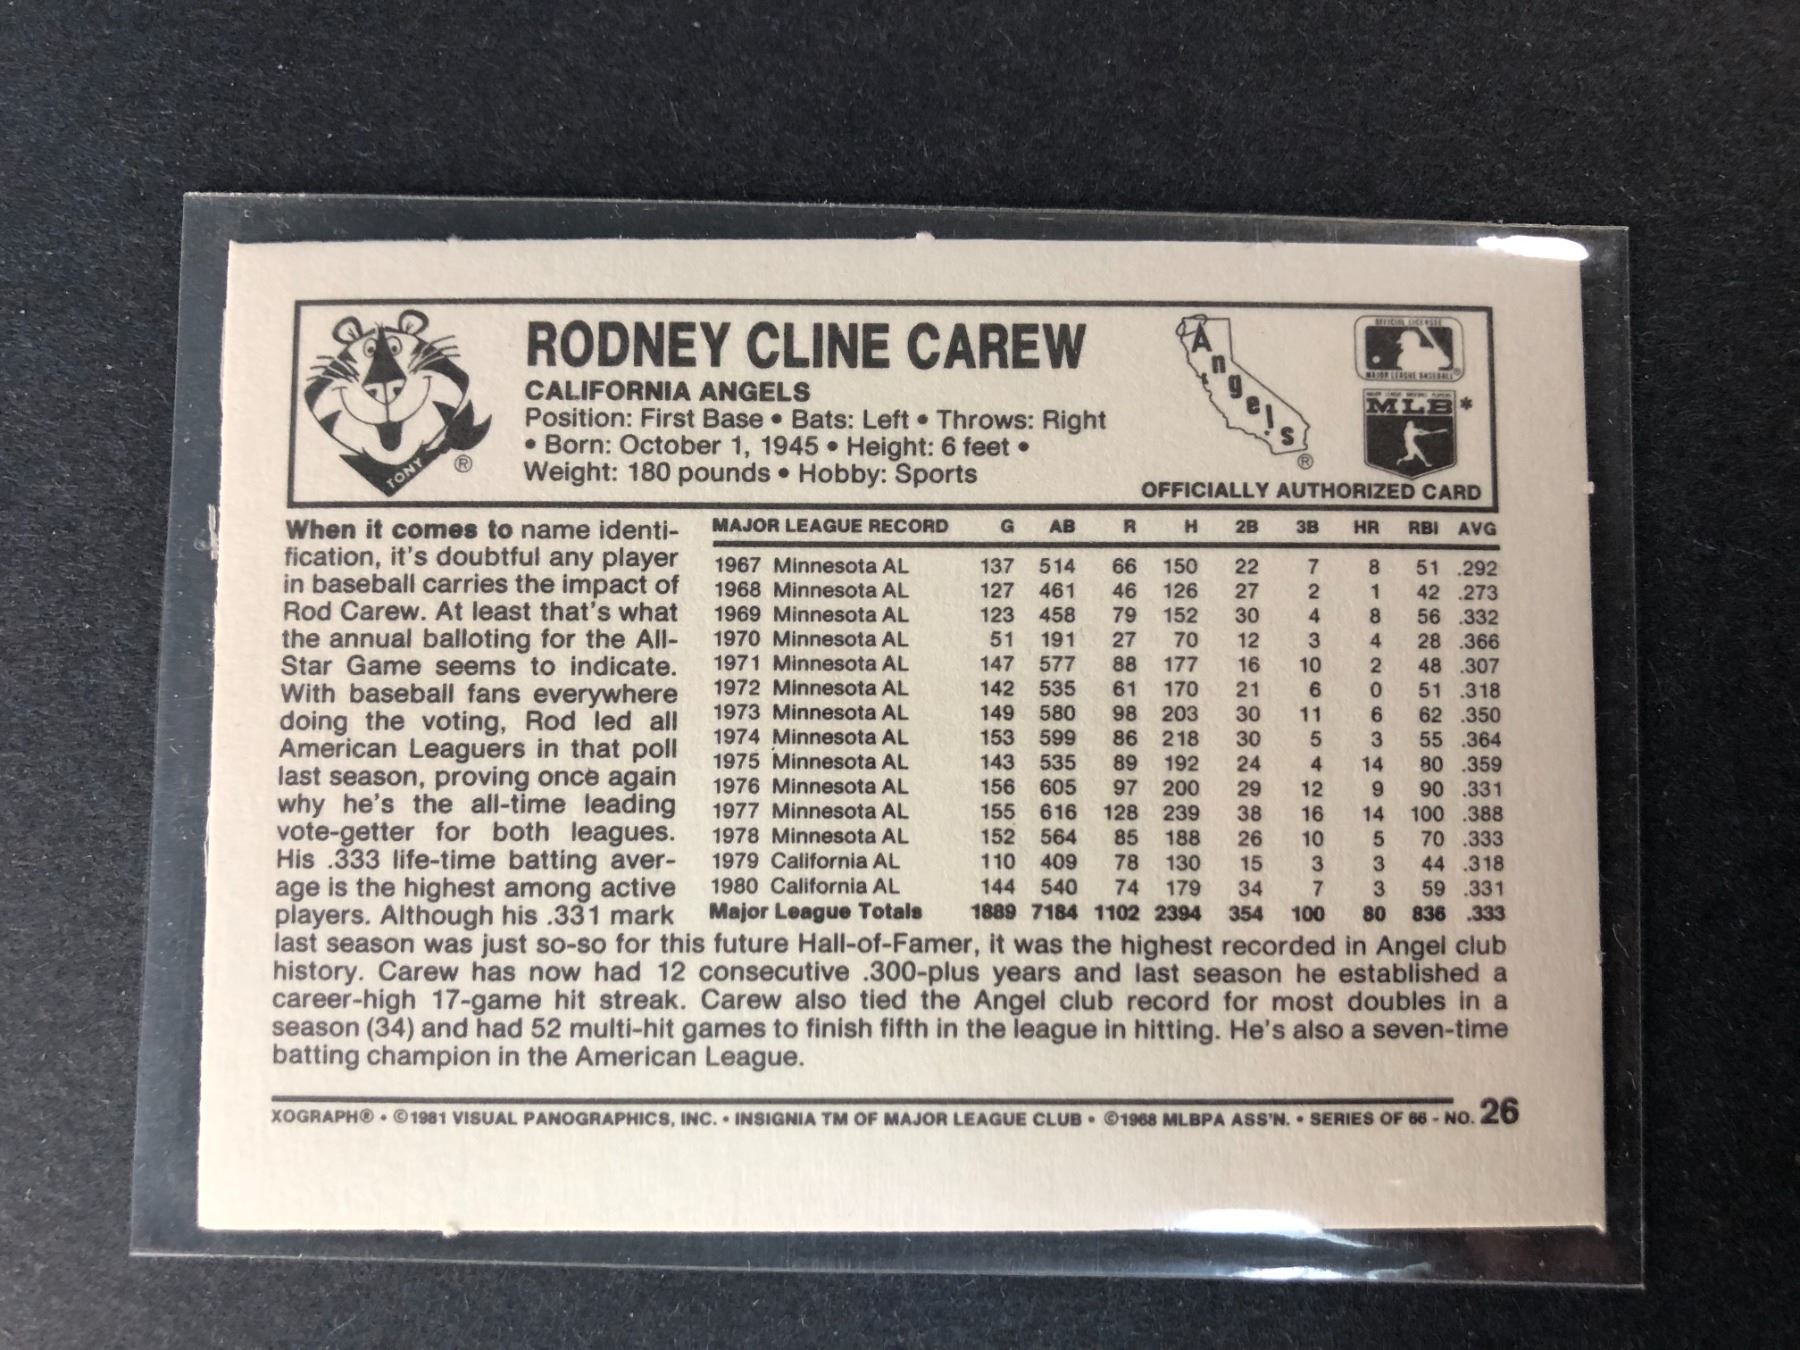 TONY ®
RODNEY CLINE CAREW
CALIFORNIA ANGELS
Position: First Base • Bats: Left • Throws: Right
• Born: October 1, 1945 • Height: 6 feet •
Weight: 180 pounds • Hobby: Sports
Angels ®
OFFICIAL LICENSEE
MAJOR LEAGUE BASEBALL ®
MLB *
OFFICIALLY AUTHORIZED CARD
When it comes to name identi-
fication, it's doubtful any player
in baseball carries the impact of
Rod Carew. At least that's what
the annual balloting for the All-
Star Game seems to indicate.
With baseball fans everywhere
doing the voting, Rod led all
American Leaguers in that poll
last season, proving once again
why he's the all-time leading
vote-getter for both leagues.
His .333 life-time batting aver-
age is the highest among active
players. Although his .331 mark
MAJOR LEAGUE RECORD G AB R H 2B 3B HR RBI AVG
1967 Minnesota AL 137 514 66 150 22 7 8 51 .292
1968 Minnesota AL 127 461 46 126 27 2 1 42 .273
1969 Minnesota AL 123 458 79 152 30 4 8 56 .332
1970 Minnesota AL 51 191 27 70 12 3 4 28 .366
1971 Minnesota AL 147 577 88 177 16 10 2 48 .307
1972 Minnesota AL 142 535 61 170 21 6 0 51 .318
1973 Minnesota AL 149 580 98 203 30 11 6 62 .350
1974 Minnesota AL 153 599 86 218 30 5 3 55 .364
1975 Minnesota AL 143 535 89 192 24 4 14 80 .359
1976 Minnesota AL 156 605 97 200 29 12 9 90 .331
1977 Minnesota AL 155 616 128 239 38 16 14 100 .388
1978 Minnesota AL 152 564 85 188 26 10 5 70 .333
1979 California AL 110 409 78 130 15 3 3 44 .318
1980 California AL 144 540 74 179 34 7 3 59 .331
Major League Totals 1889 7184 1102 2394 354 100 80 836 .333
last season was just so-so for this future Hall-of-Famer, it was the highest recorded in Angel club
history. Carew has now had 12 consecutive .300-plus years and last season he established a
career-high 17-game hit streak. Carew also tied the Angel club record for most doubles in a
season (34) and had 52 multi-hit games to finish fifth in the league in hitting. He's also a seven-time
batting champion in the American League.
XOGRAPH® • ©1981 VISUAL PANOGRAPHICS, INC. • INSIGNIA TM OF MAJOR LEAGUE CLUB • ©1968 MLBPA ASS'N. • SERIES OF 66 - NO. 26